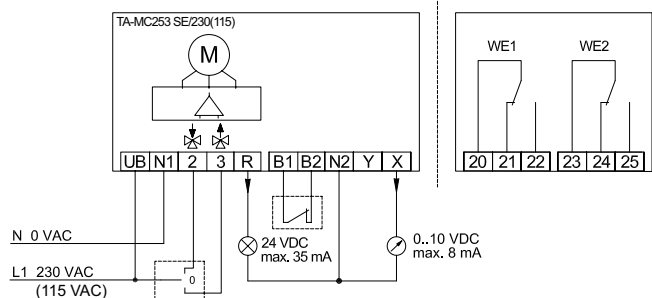 TA-MC253 SE/230(115)
M
WE1
WE2
UB N1 2 3 R B1 B2 N2 Y X
20 21 22 23 24 25
N 0 VAC
24 VDC
max. 35 mA
0..10 VDC
max. 8 mA
L1 230 VAC
(115 VAC)
0